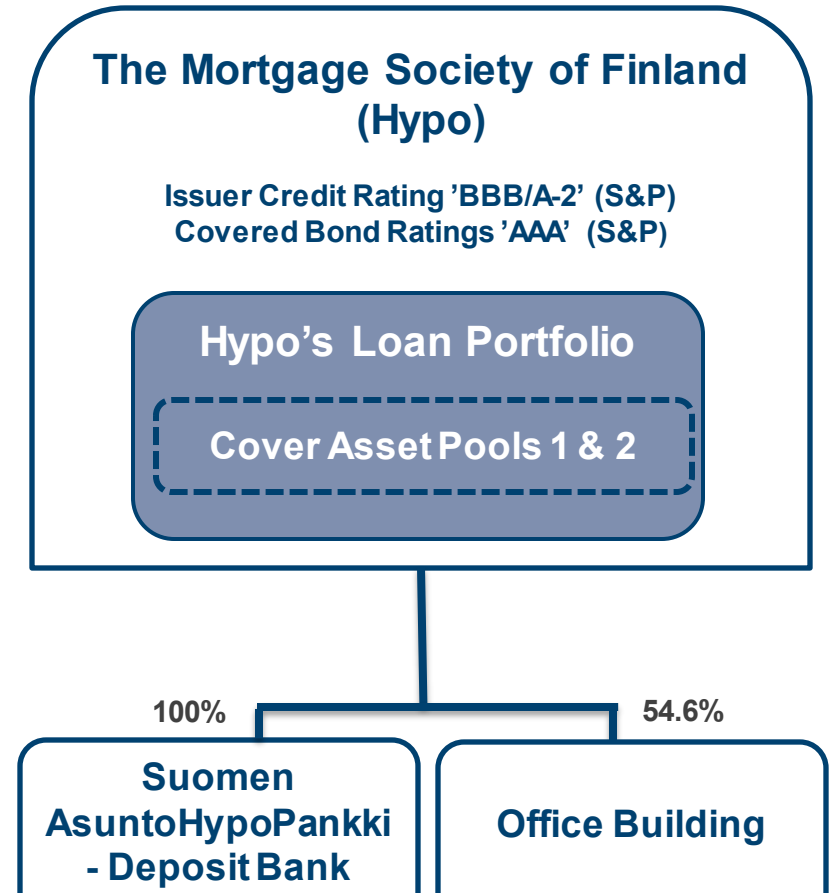 The Mortgage Society of Finland
(Hypo)
Issuer Credit Rating ’BBB/A-2’ (S&P)
Covered Bond Ratings ’AAA’ (S&P)
Hypo’s Loan Portfolio
Cover Asset Pools 1 & 2
100%
54.6%
Suomen
AsuntoHypoPankki
- Deposit Bank
Office Building